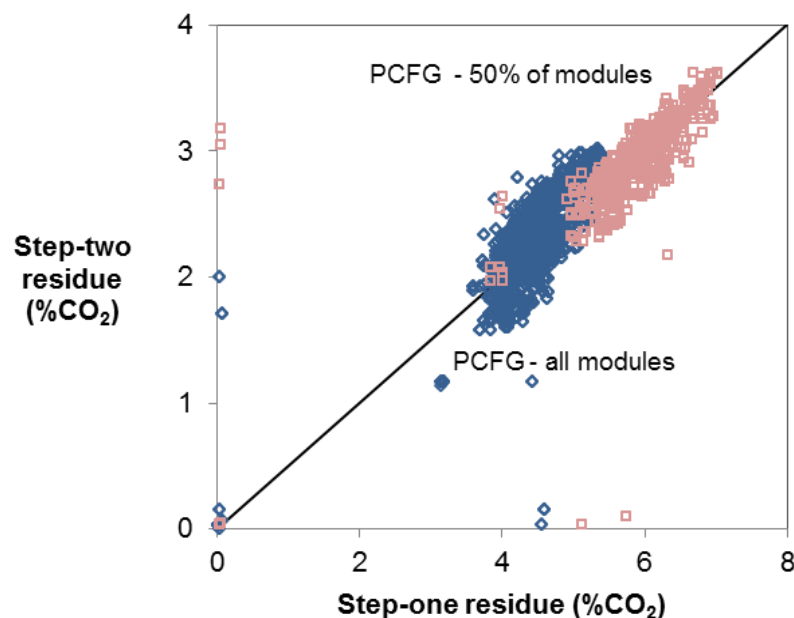 4
PCFG - 50% of modules
3
Step-two
residue
(%CO₂)
2
PCFG - all modules
1
0
0 2 4 6 8
Step-one residue (%CO₂)